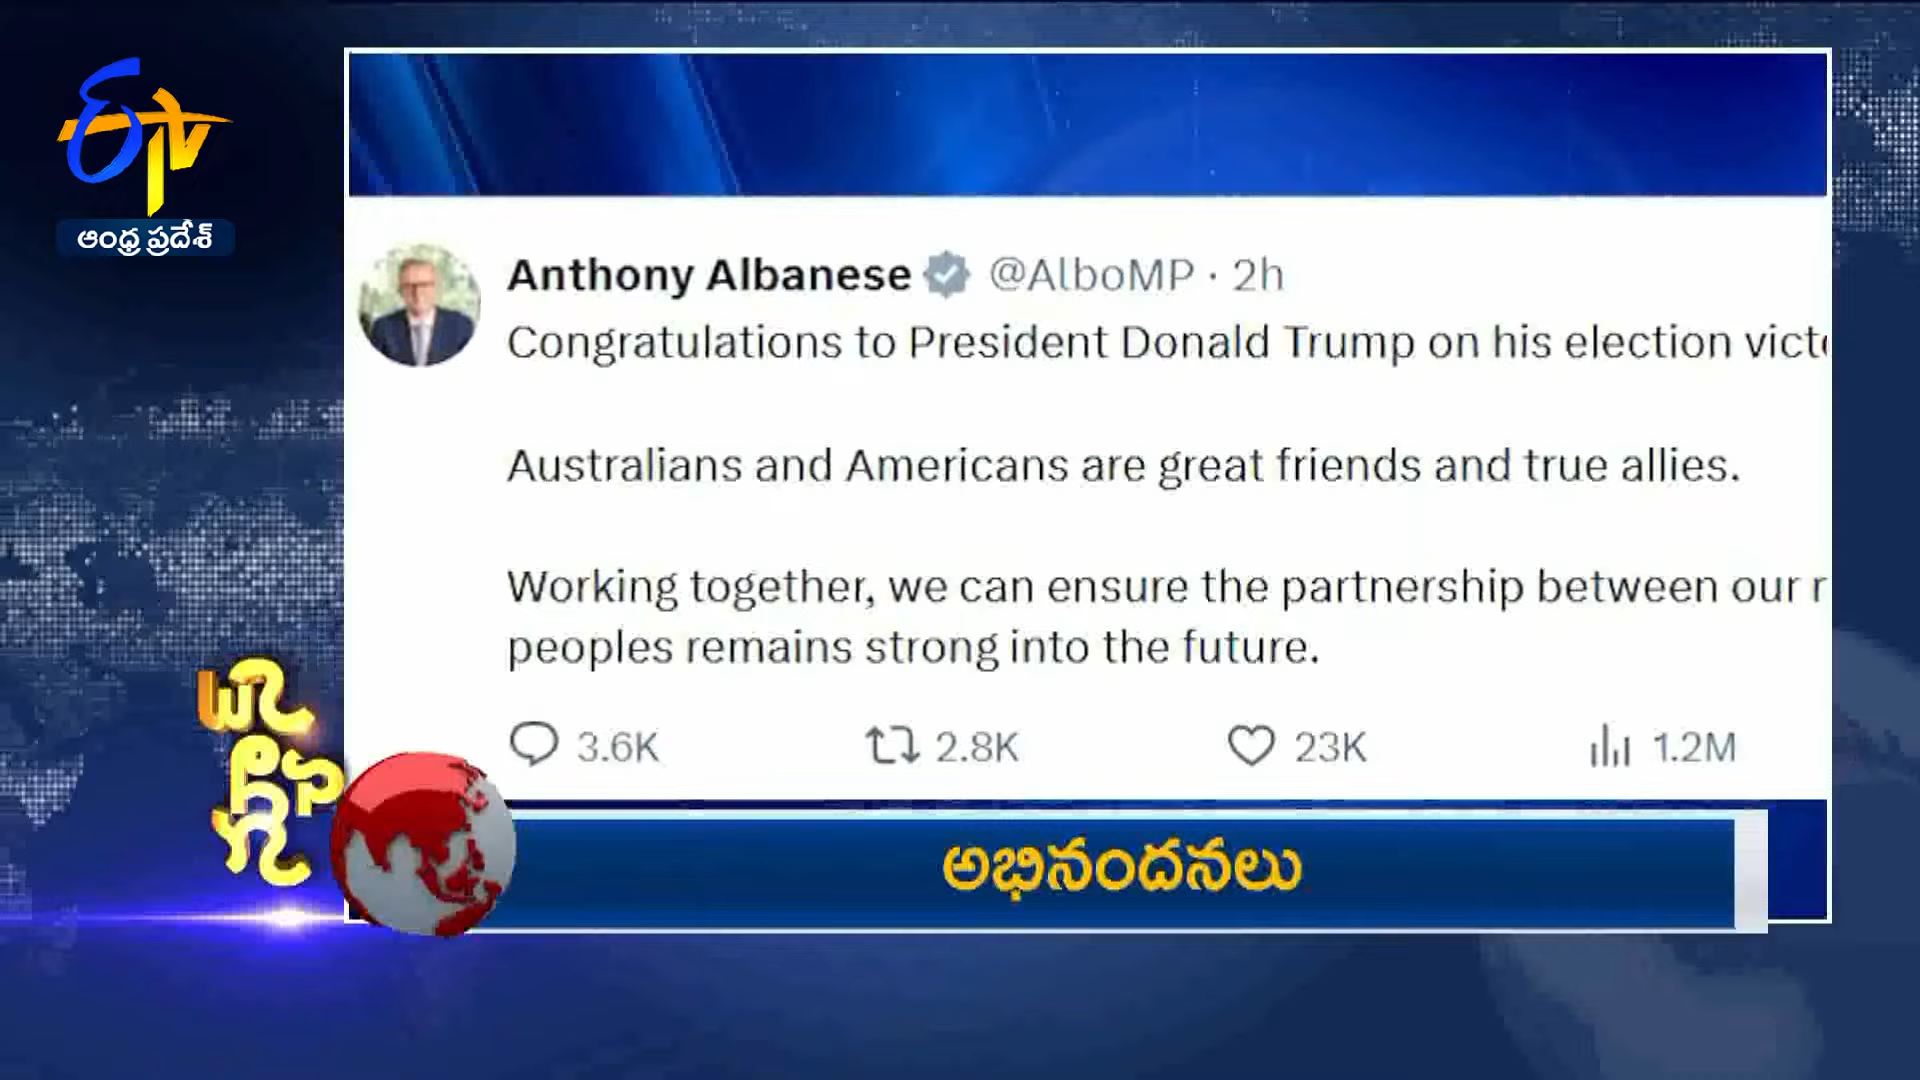 ETV
ఆంధ్ర ప్రదేశ్
Anthony Albanese @AlboMP · 2h
Congratulations to President Donald Trump on his election
Australians and Americans are great friends and true allies.
Working together, we can ensure the partnership between our
peoples remains strong into the future.
3.6K 2.8K 23K 1.2M
అభినందనలు